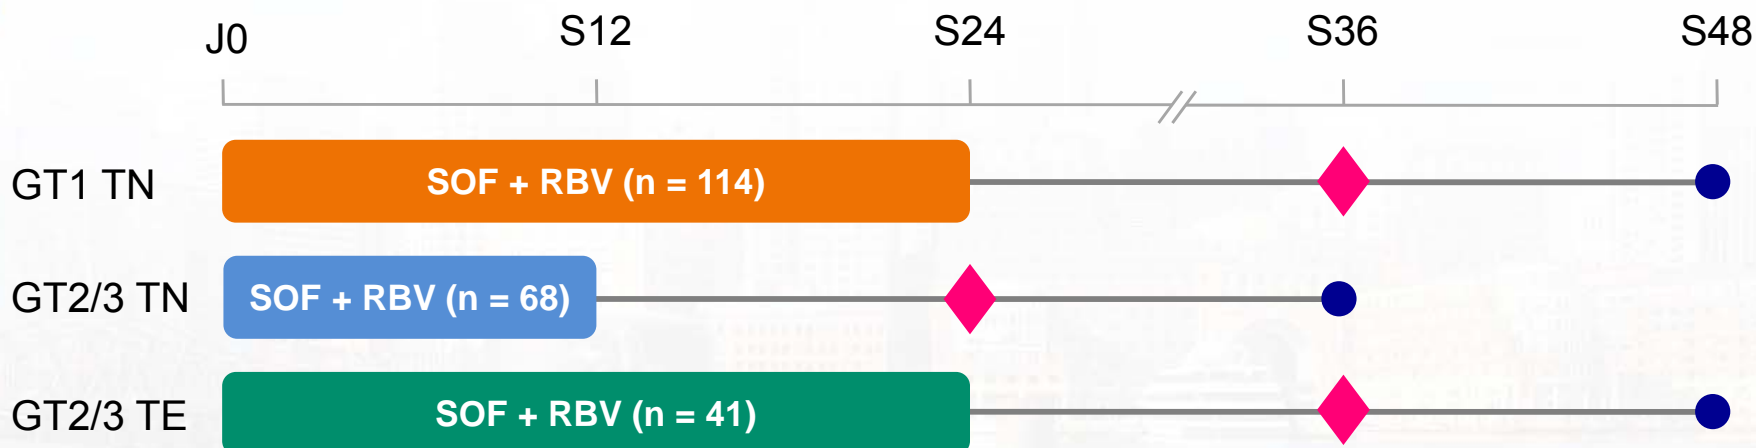 J0 S12 S24 S36 S48
GT1 TN SOF + RBV (n = 114)
GT2/3 TN SOF + RBV (n = 68)
GT2/3 TE SOF + RBV (n = 41)